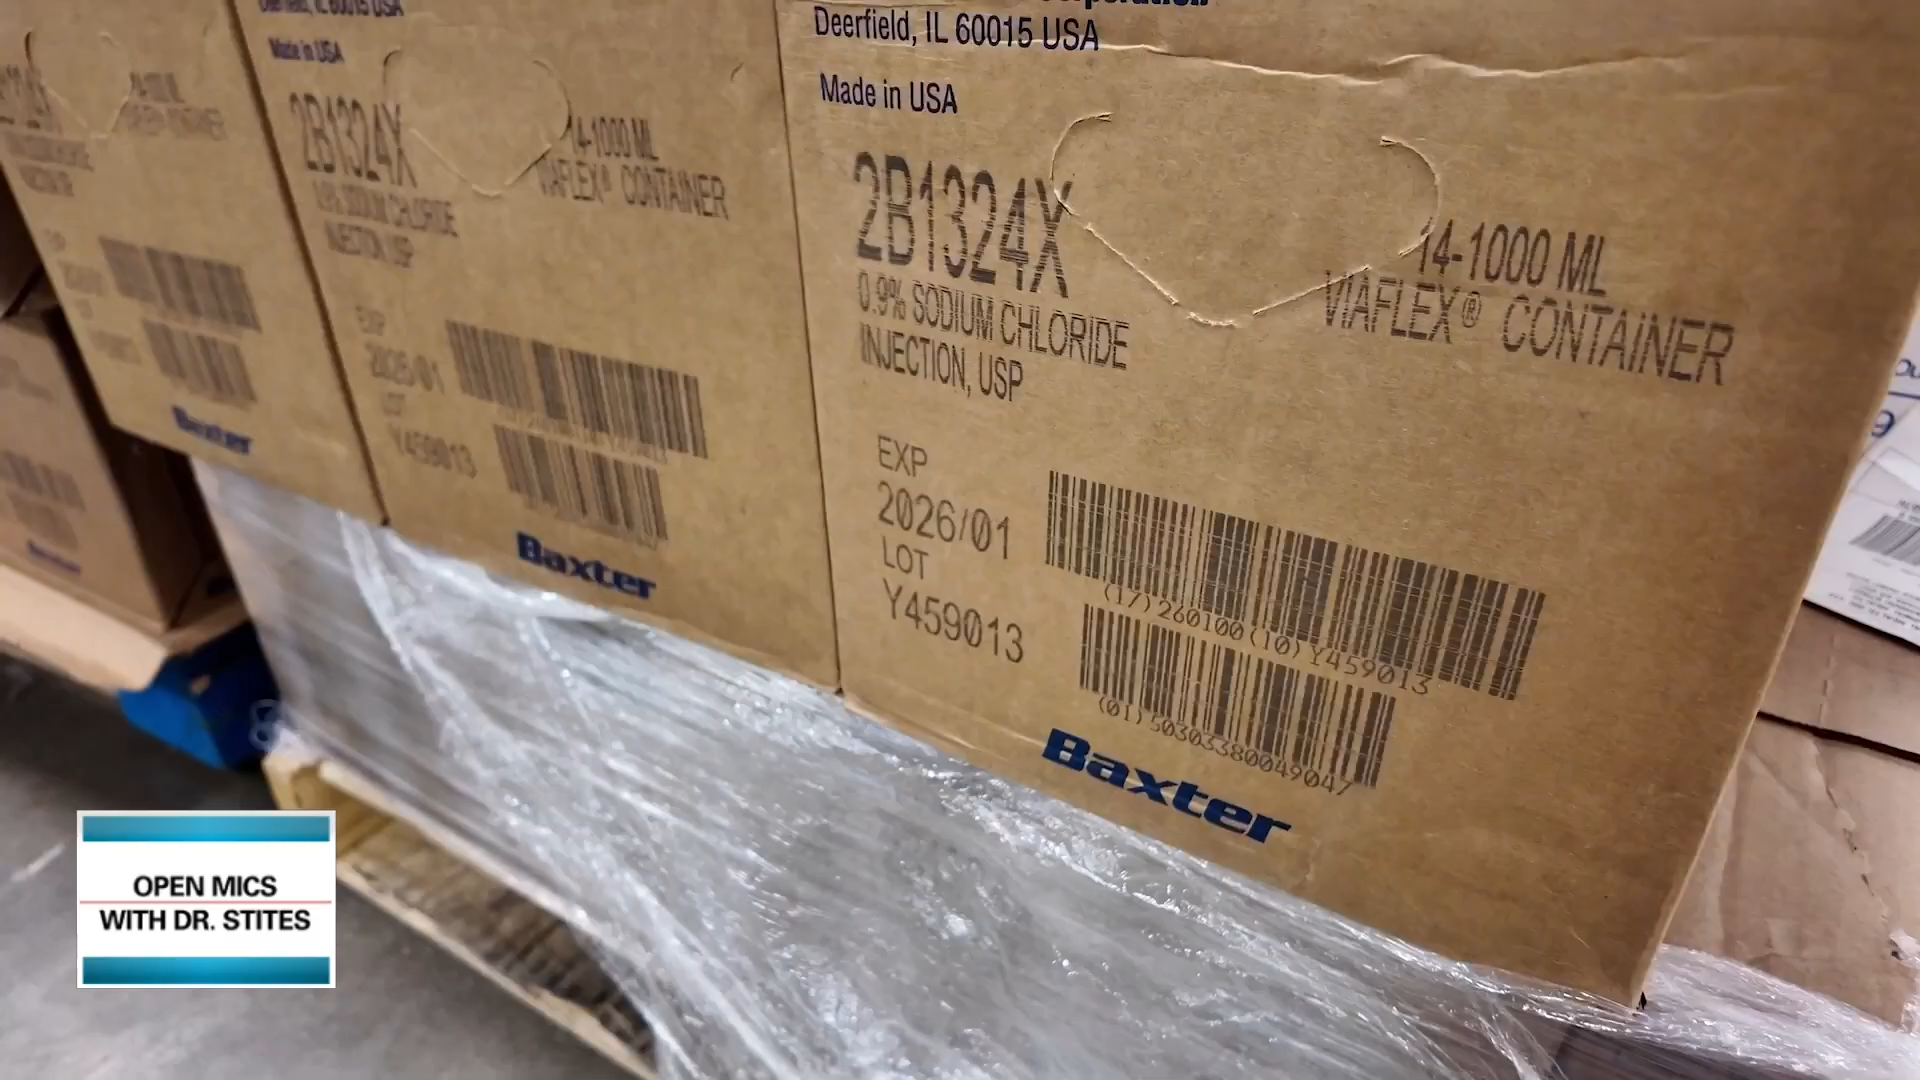 Deerfield, IL 60015 USA
Made in USA
2B1324X
0.9% SODIUM CHLORIDE
INJECTION, USP
14-1000 ML
VIAFLEX® CONTAINER
EXP
2026/01
LOT
Y459013
(17)260100(10)Y459013
(01)50303338004904 7
Baxter
Made in USA
2B1324X
14-1000 ML
VIAFLEX® CONTAINER
0.9% SODIUM CHLORIDE
INJECTION, USP
EXP
2026/01
LOT
Y459013
Baxter
Baxter
OPEN MICS
WITH DR. STITES